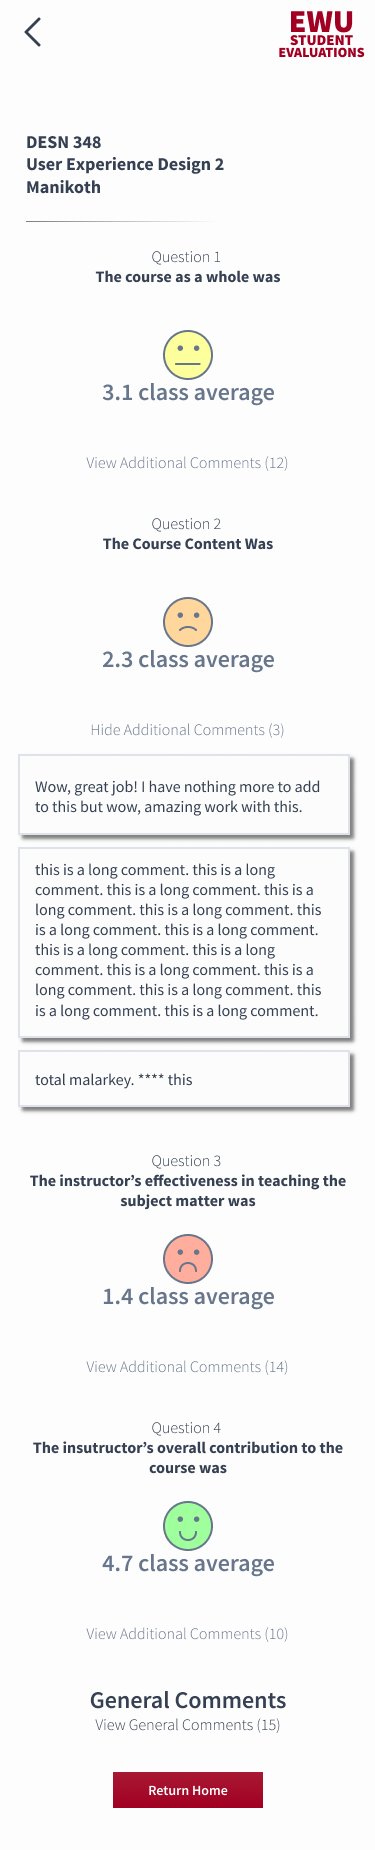 EWU
STUDENT
EVALUATIONS
DESN 348
User Experience Design 2
Manikoth
Question 1
The course as a whole was
3.1 class average
View Additional Comments (12)
Question 2
The Course Content Was
2.3 class average
Hide Additional Comments (3)
Wow, great job! I have nothing more to add
to this but wow, amazing work with this.
this is a long comment. this is a long
comment. this is a long comment. this is a
long comment. this is a long comment. this
is a long comment. this is a long comment.
this is a long comment. this is a long
comment. this is a long comment. this is a
long comment. this is a long comment. this
is a long comment. this is a long comment.
total malarkey. **** this
Question 3
The instructor’s effectiveness in teaching the
subject matter was
1.4 class average
View Additional Comments (14)
Question 4
The insutructor’s overall contribution to the
course was
4.7 class average
View Additional Comments (10)
General Comments
View General Comments (15)
Return Home